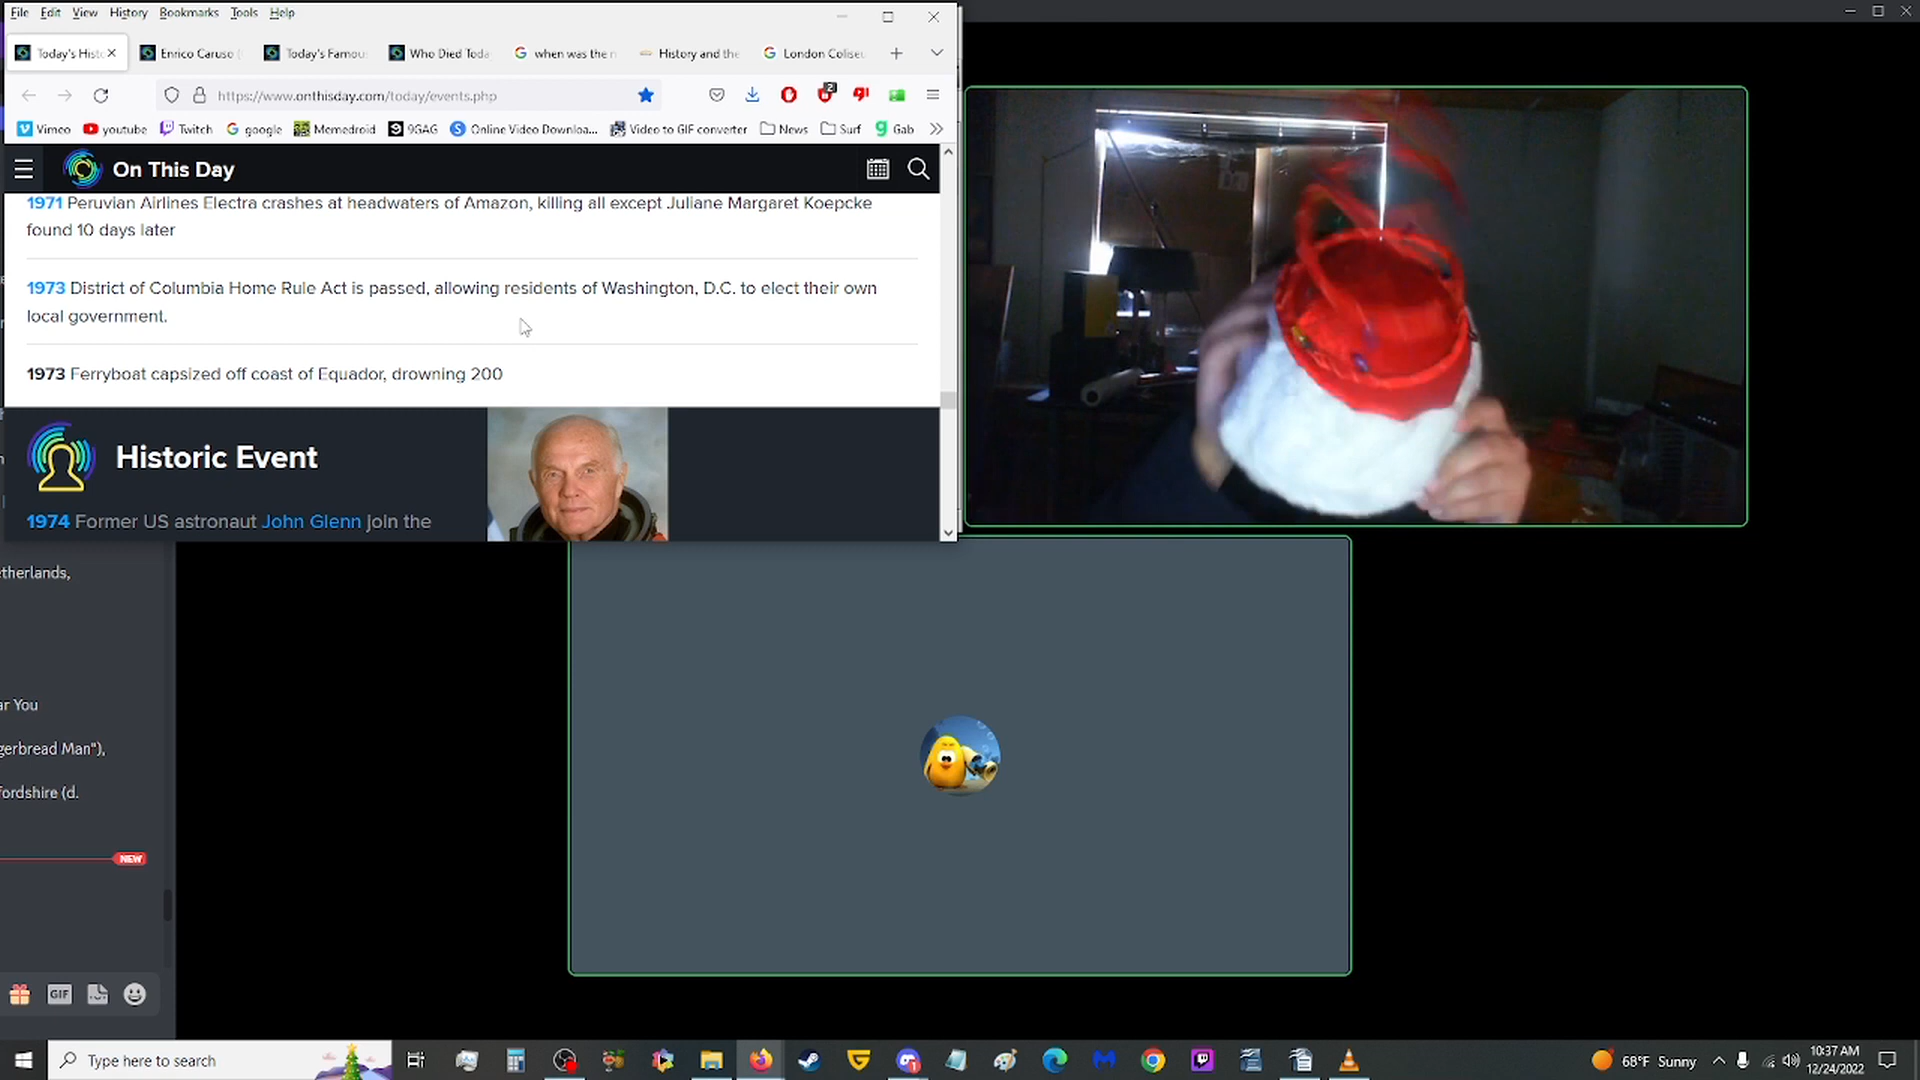 File Edit View History Bookmarks Tools Help
Today's Histo
Enrico Caruso (
Today's Famou
Who Died Toda
when was the n
History and the
London Coliseu
https://www.onthisday.com/today/events.php
2
Vimeo youtube Twitch google Memedroid 9GAG Online Video Downloa... Video to GIF converter News Surf Gab
On This Day
1971 Peruvian Airlines Electra crashes at headwaters of Amazon, killing all except Juliane Margaret Koepcke
found 10 days later
1973 District of Columbia Home Rule Act is passed, allowing residents of Washington, D.C. to elect their own
local government.
1973 Ferryboat capsized off coast of Equador, drowning 200
Historic Event
1974 Former US astronaut John Glenn join the
etherlands,
ar You
gerbread Man"),
fordshire (d.
NEW
GIF
Type here to search
1
68°F Sunny
10:37 AM
12/24/2022